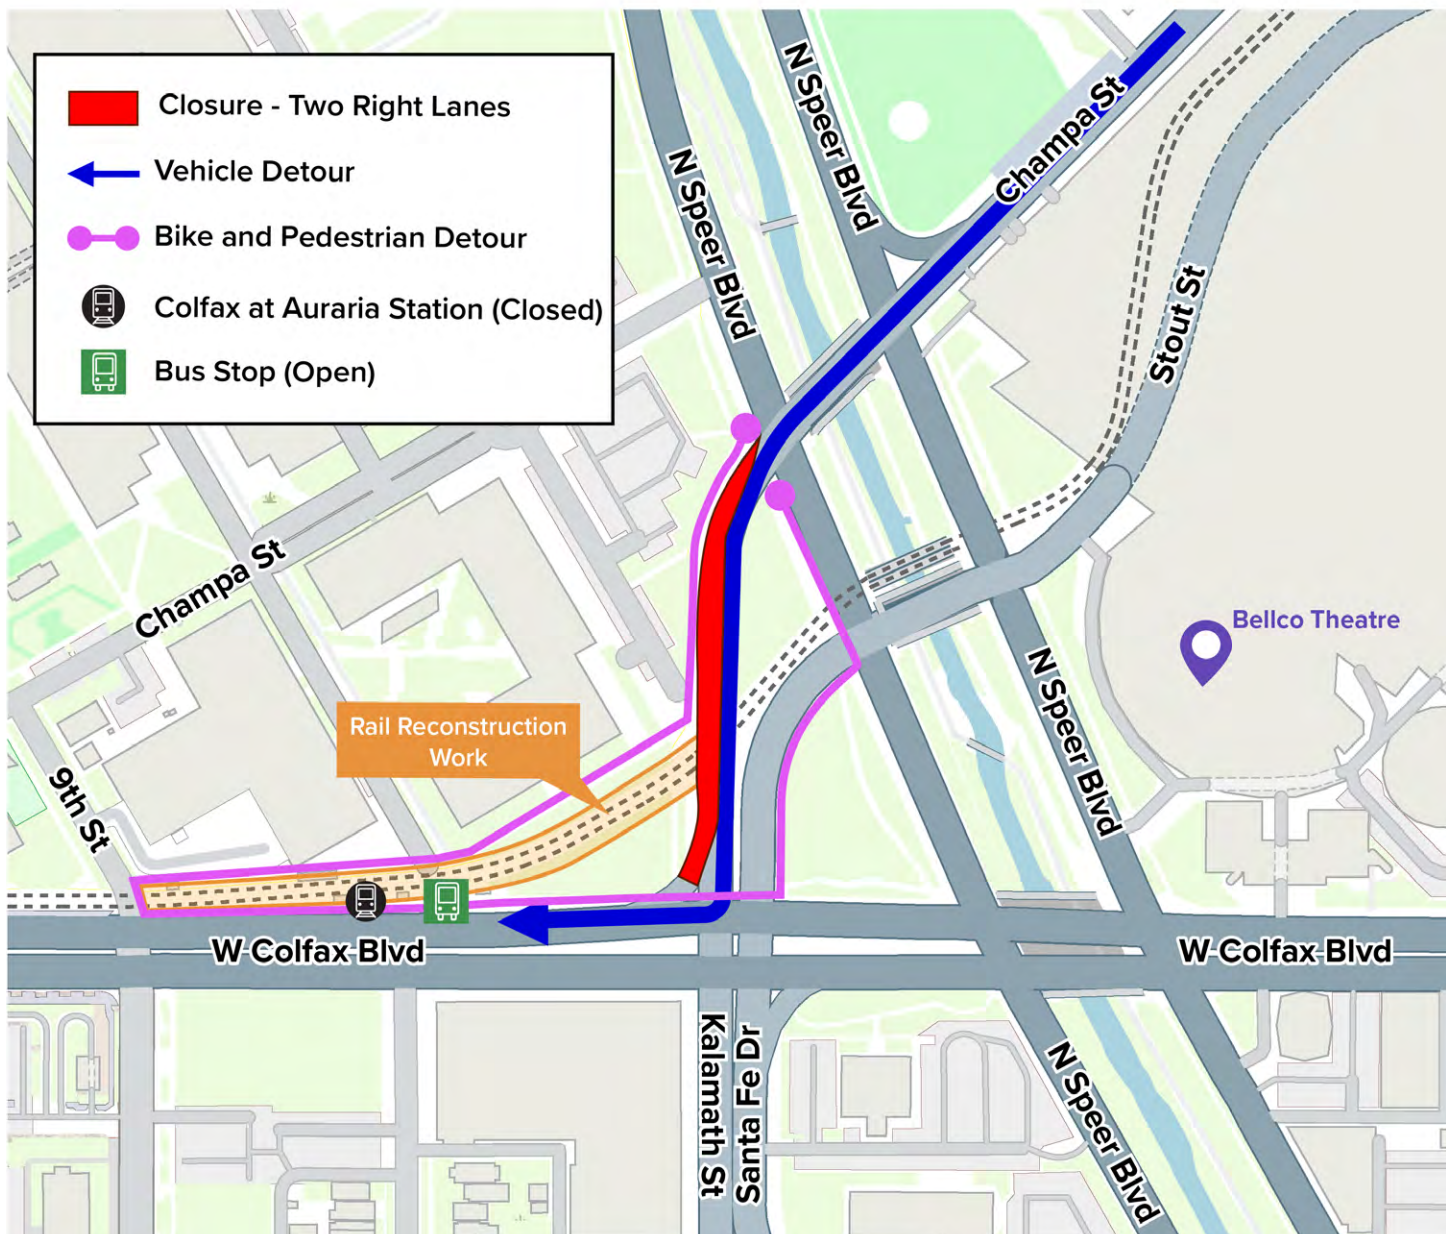 Closure - Two Right Lanes
Vehicle Detour
Bike and Pedestrian Detour
Colfax at Auraria Station (Closed)
Bus Stop (Open)
N Speer Blvd
N Speer Blvd
Champa St
Stout St
Champa St
Bellco Theatre
Rail Reconstruction
Work
N Speer Blvd
9th St
W Colfax Blvd
W Colfax Blvd
Kalamath St
Santa Fe Dr
N Speer Blvd